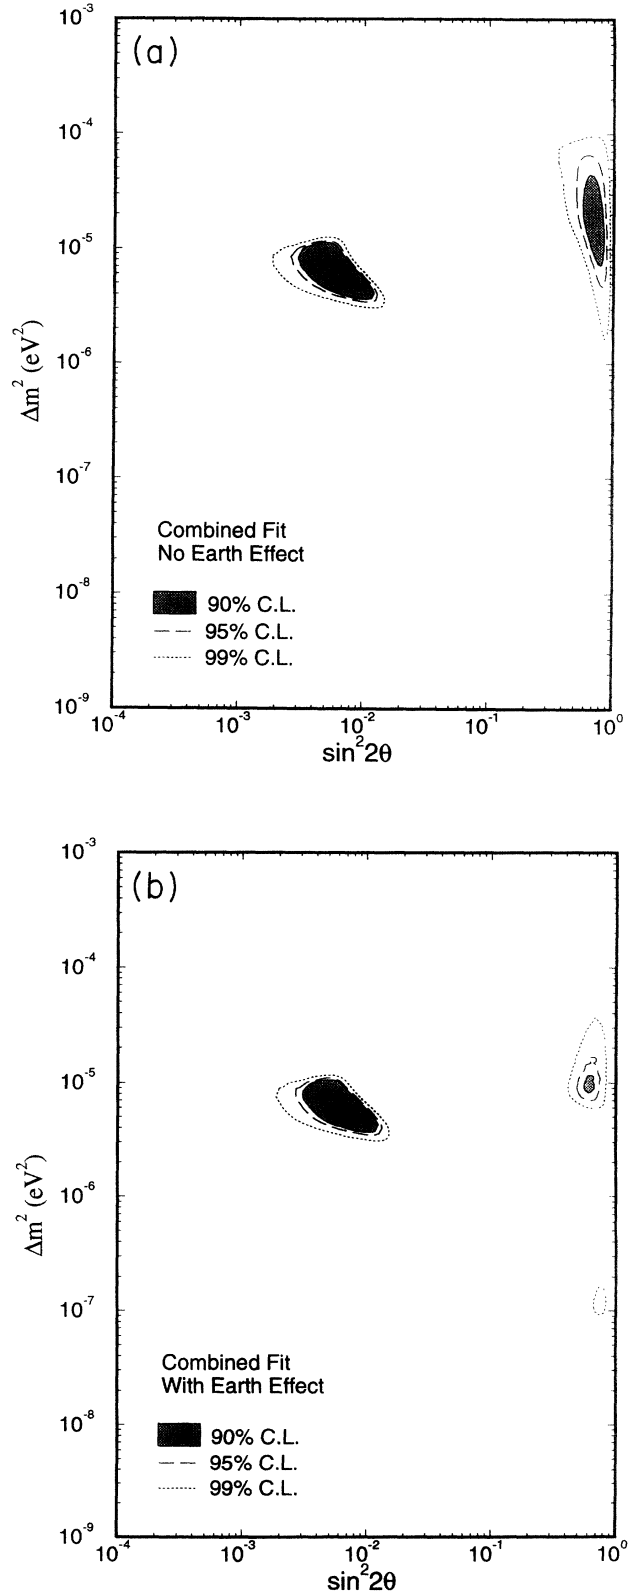 (a)
10⁻³
10⁻⁴
10⁻⁵
10⁻⁶
10⁻⁷
10⁻⁸
10⁻⁹
Δm² (eV²)
Combined Fit
No Earth Effect
90% C.L.
95% C.L.
99% C.L.
10⁻⁴ 10⁻³ 10⁻² 10⁻¹ 10⁰
sin²2θ
(b)
10⁻³
10⁻⁴
10⁻⁵
10⁻⁶
10⁻⁷
10⁻⁸
10⁻⁹
Δm² (eV²)
Combined Fit
With Earth Effect
90% C.L.
95% C.L.
99% C.L.
10⁻⁴ 10⁻³ 10⁻² 10⁻¹ 10⁰
sin²2θ